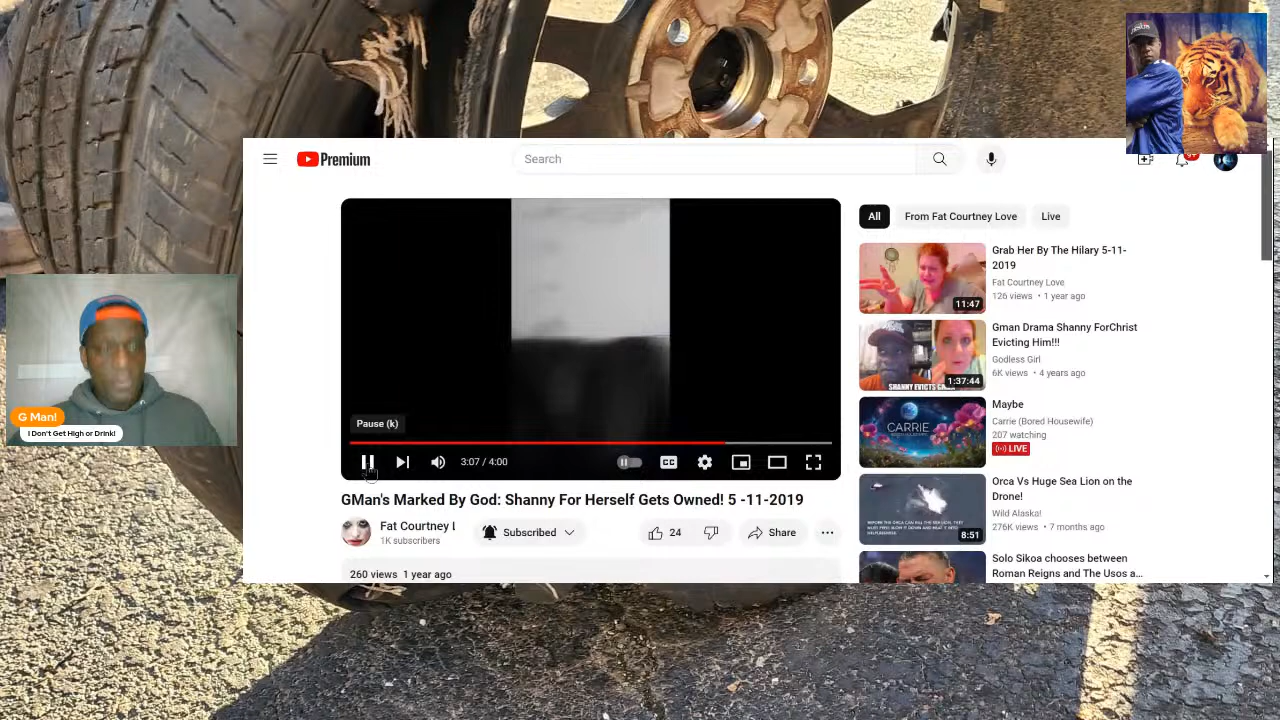 Premium
Search
9+
All
From Fat Courtney Love
Live
Grab Her By The Hilary 5-11-
2019
Fat Courtney Love
126 views • 1 year ago
11:47
Gman Drama Shanny ForChrist
Evicting Him!!!
Godless Girl
6K views • 4 years ago
SHANNY EVICTS
1:37:44
Maybe
Carrie (Bored Housewife)
207 watching
LIVE
CARRIE
Orca Vs Huge Sea Lion on the
Drone!
Wild Alaska!
276K views • 7 months ago
8:51
Solo Sikoa chooses between
Roman Reigns and The Usos a...
Pause (k)
3:07 / 4:00
CC
GMan's Marked By God: Shanny For Herself Gets Owned! 5 -11-2019
Fat Courtney l
1K subscribers
Subscribed
24
Share
260 views 1 year ago
G Man!
I Don't Get High or Drink!